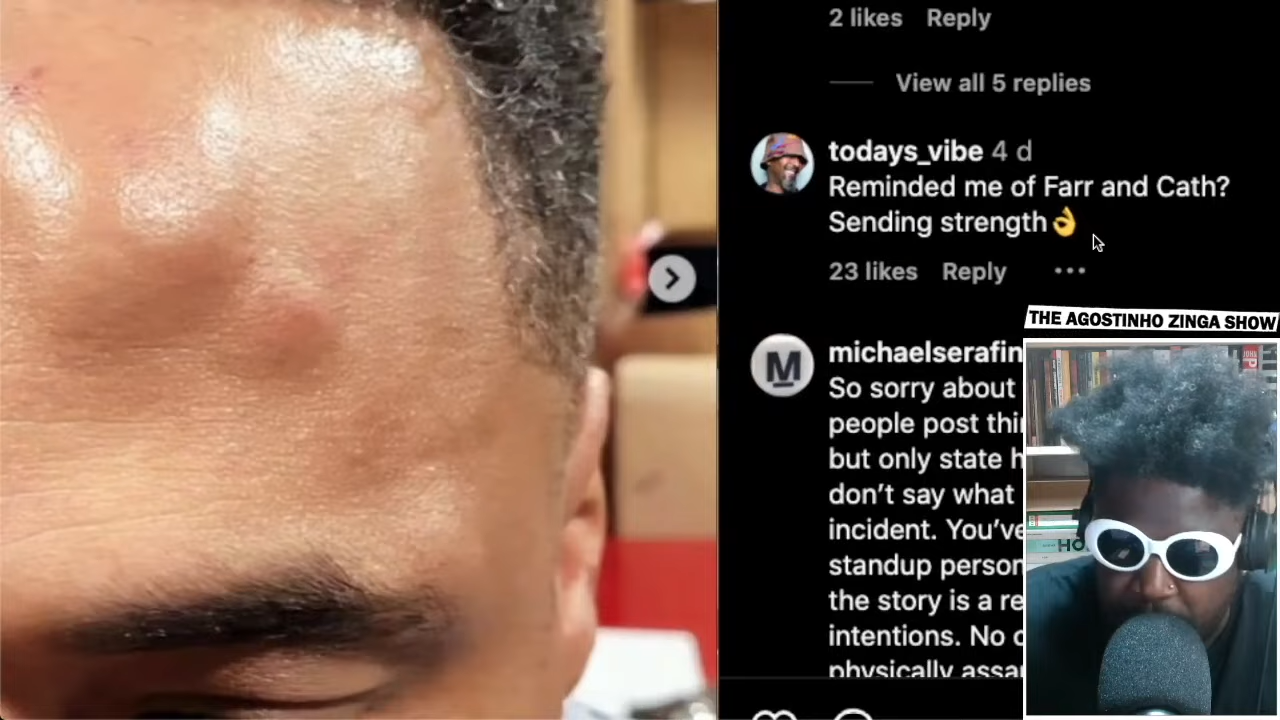 2 likes Reply
View all 5 replies
todays_vibe 4 d
Reminded me of Farr and Cath?
Sending strength👌
23 likes Reply
THE AGOSTINHO ZINGA SHOW
michaelserafin
So sorry about
people post
but only state
don’t say what
incident. You’ve
standup person
the story is a
intentions. No
physically
M